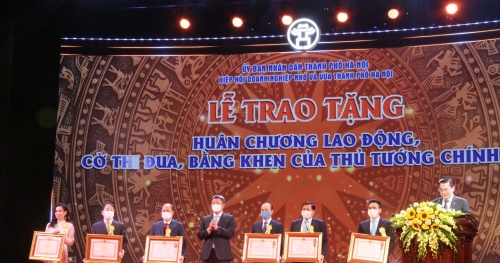 ỦY BAN NHÂN DÂN THÀNH PHỐ HÀ NỘI
HIỆP HỘI DOANH NGHIỆP NHỎ VÀ VỪA THÀNH PHỐ HÀ NỘI
LỄ TRAO TẶNG
HUÂN CHƯƠNG LAO ĐỘNG,
CỜ THI ĐUA, BẰNG KHEN CỦA THỦ TƯỚNG CHÍNH